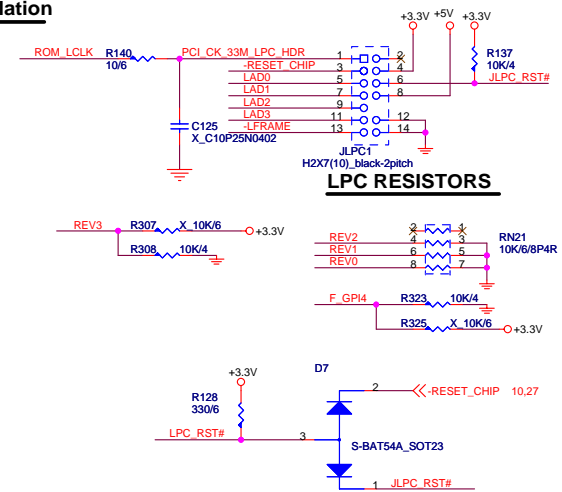 lation
+3.3V +5V +3.3V
ROM_LCLK R140 PCI_CK_33M_LPC_HDR 1 2 R137
10/6 -RESET_CHIP 3 4 10K/4
LAD0 5 6 JLPC_RST#
LAD1 7 8
LAD2 9
LAD3 11 12
C125 -LFRAME 13 14
X_C10P25N0402
JLPC1
H2X7(10)_black-2pitch
LPC RESISTORS
REV3 R307 X_10K/6 +3.3V
R308 10K/4
2 1 RN21
REV2 4 3 10K/6/8P4R
REV1 6 5
REV0 8 7
F_GPI4 R323 10K/4
R325 X_10K/6 +3.3V
+3.3V D7
R128 2 -RESET_CHIP 10,27
330/6
LPC_RST# 3 S-BAT54A_SOT23
1 JLPC_RST#